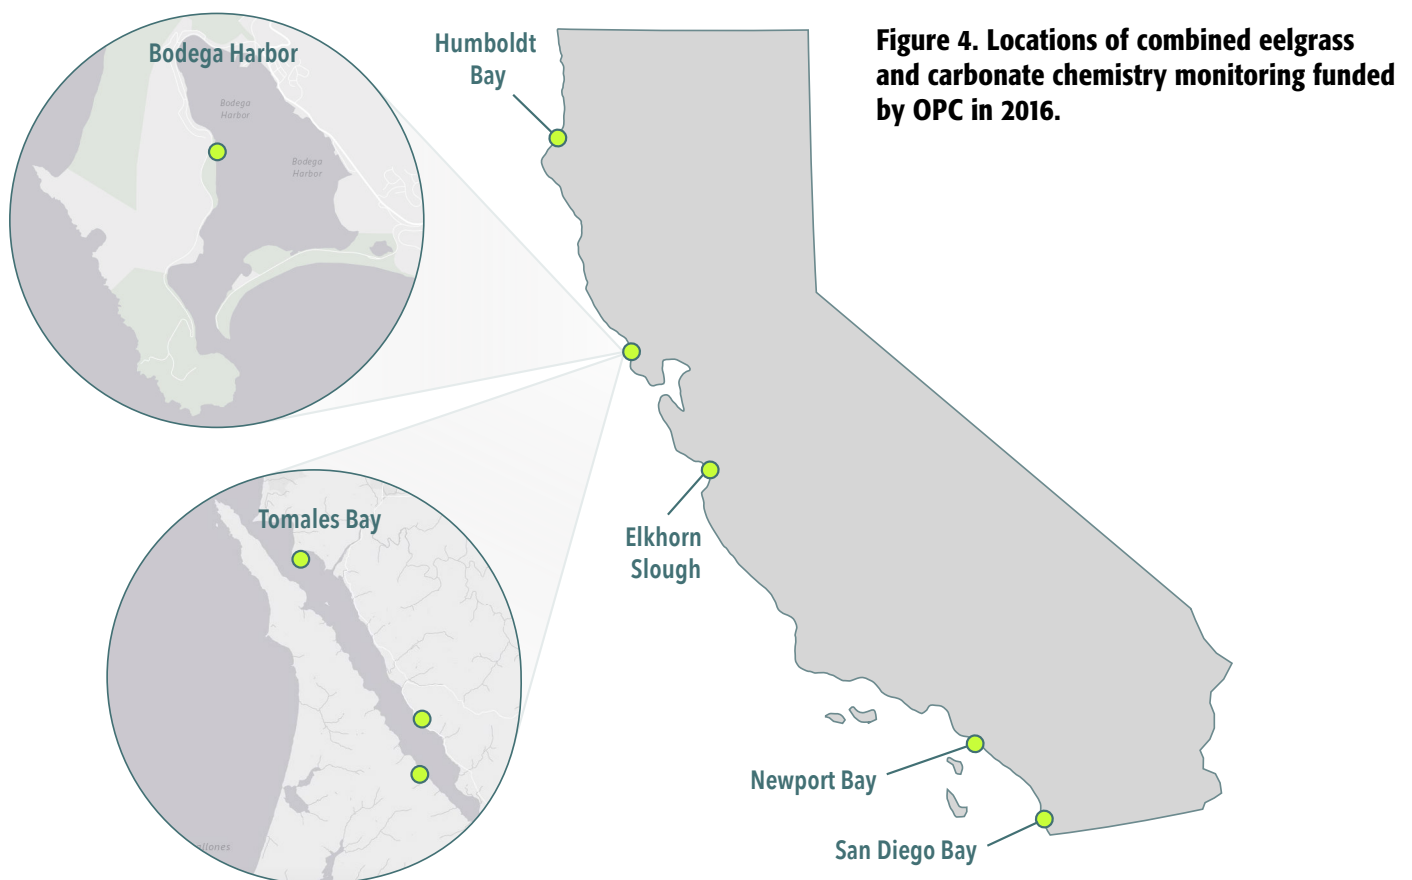 Figure 4. Locations of combined eelgrass
and carbonate chemistry monitoring funded
by OPC in 2016.
Bodega Harbor
Bodega
Harbor
Bodega
Harbor
Humboldt
Bay
Tomales Bay
Elkhorn
Slough
Newport Bay
San Diego Bay
allones